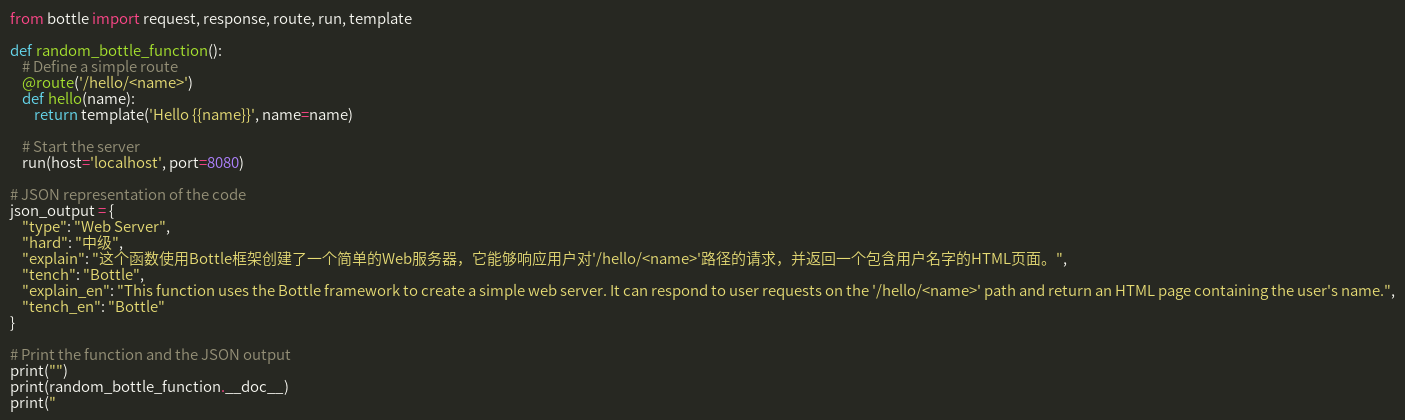 from bottle import request, response, route, run, template

def random_bottle_function():
    # Define a simple route
    @route('/hello/<name>')
    def hello(name):
        return template('Hello {{name}}', name=name)

    # Start the server
    run(host='localhost', port=8080)

# JSON representation of the code
json_output = {
    "type": "Web Server",
    "hard": "中级",
    "explain": "这个函数使用Bottle框架创建了一个简单的Web服务器，它能够响应用户对'/hello/<name>'路径的请求，并返回一个包含用户名字的HTML页面。",
    "tench": "Bottle",
    "explain_en": "This function uses the Bottle framework to create a simple web server. It can respond to user requests on the '/hello/<name>' path and return an HTML page containing the user's name.",
    "tench_en": "Bottle"
}

# Print the function and the JSON output
print("")
print(random_bottle_function.__doc__)
print("